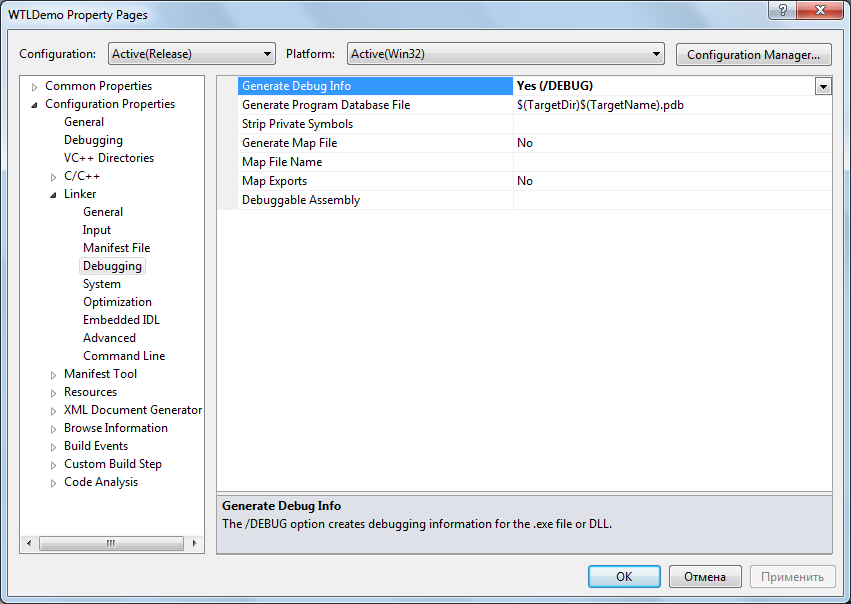 WTLDemo Property Pages
Configuration: Active(Release) Platform: Active(Win32) Configuration Manager...
Common Properties
Configuration Properties
General
Debugging
VC++ Directories
C/C++
Linker
General
Input
Manifest File
Debugging
System
Optimization
Embedded IDL
Advanced
Command Line
Manifest Tool
Resources
XML Document Generator
Browse Information
Build Events
Custom Build Step
Code Analysis
Generate Debug Info Yes (/DEBUG)
Generate Program Database File $(TargetDir)$(TargetName).pdb
Strip Private Symbols
Generate Map File No
Map File Name
Map Exports No
Debuggable Assembly
Generate Debug Info
The /DEBUG option creates debugging information for the .exe file or DLL.
OK Отмена Применить